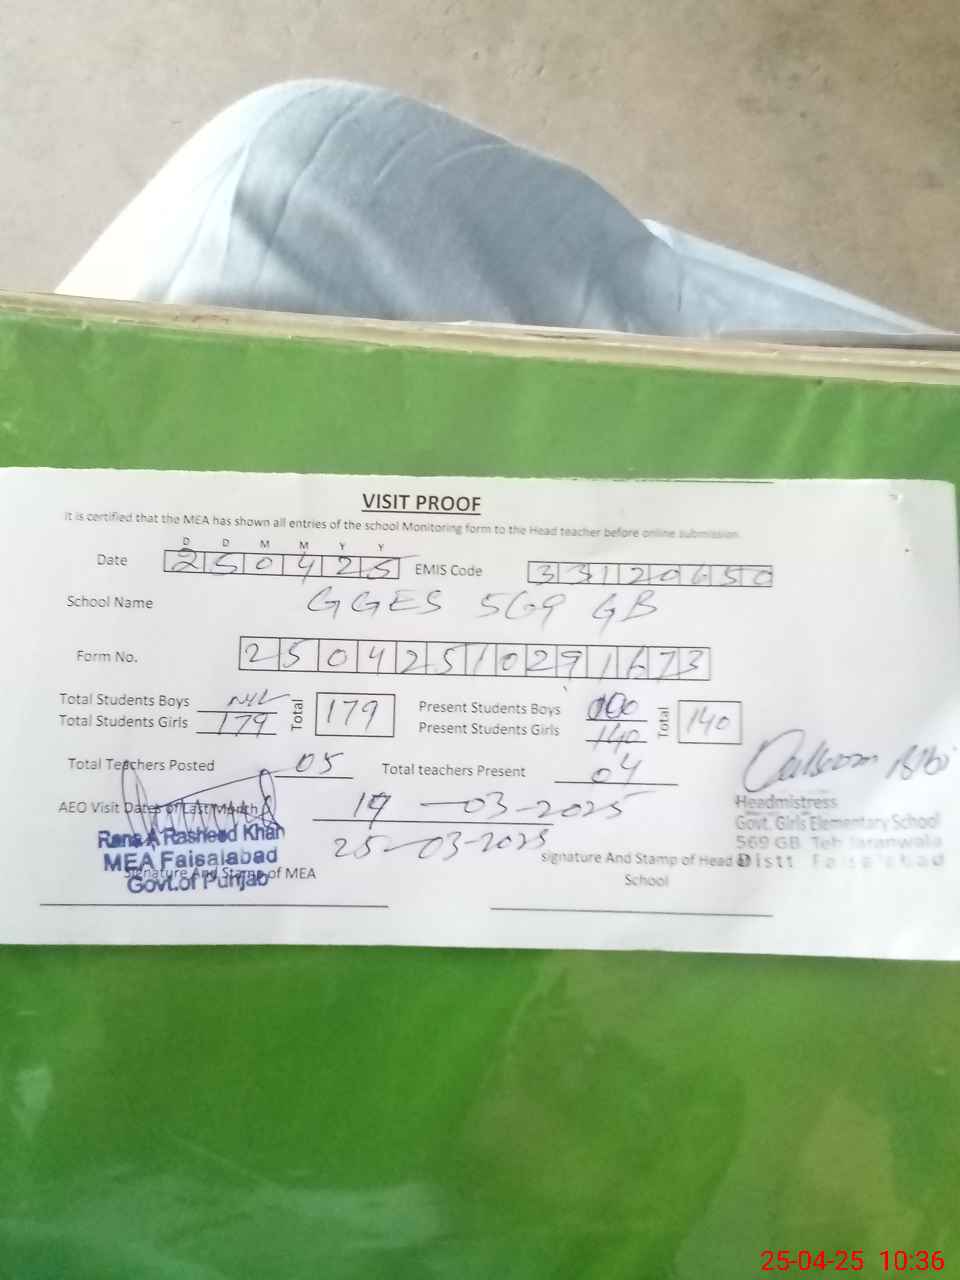 VISIT PROOF
It is certified that the MEA has shown all entries of the school Monitoring form to the Head teacher before online submission.
D D M M Y Y
Date 2 5 0 4 2 5 EMIS Code 3 3 1 2 0 6 5 0
School Name GGES 569 GB
Form No. 2 5 0 4 2 5 1 0 2 9 1 6 7 3
Total Students Boys NIL Total 179 Present Students Boys 000 Total 140
Total Students Girls 179 Present Students Girls 140
Total Teachers Posted 05 Total teachers Present 04
AEO Visit Dates of Last Month 19-03-2025
25-03-2025
Rana A Rasheed Khan
MEA Faisalabad
Govt.of Punjab
Signature And Stamp of MEA
Headmistress
Govt. Girls Elementary School
569 GB Teh Jaranwala
Distt Faisalabad
Signature And Stamp of Head
School
25-04-25 10:36